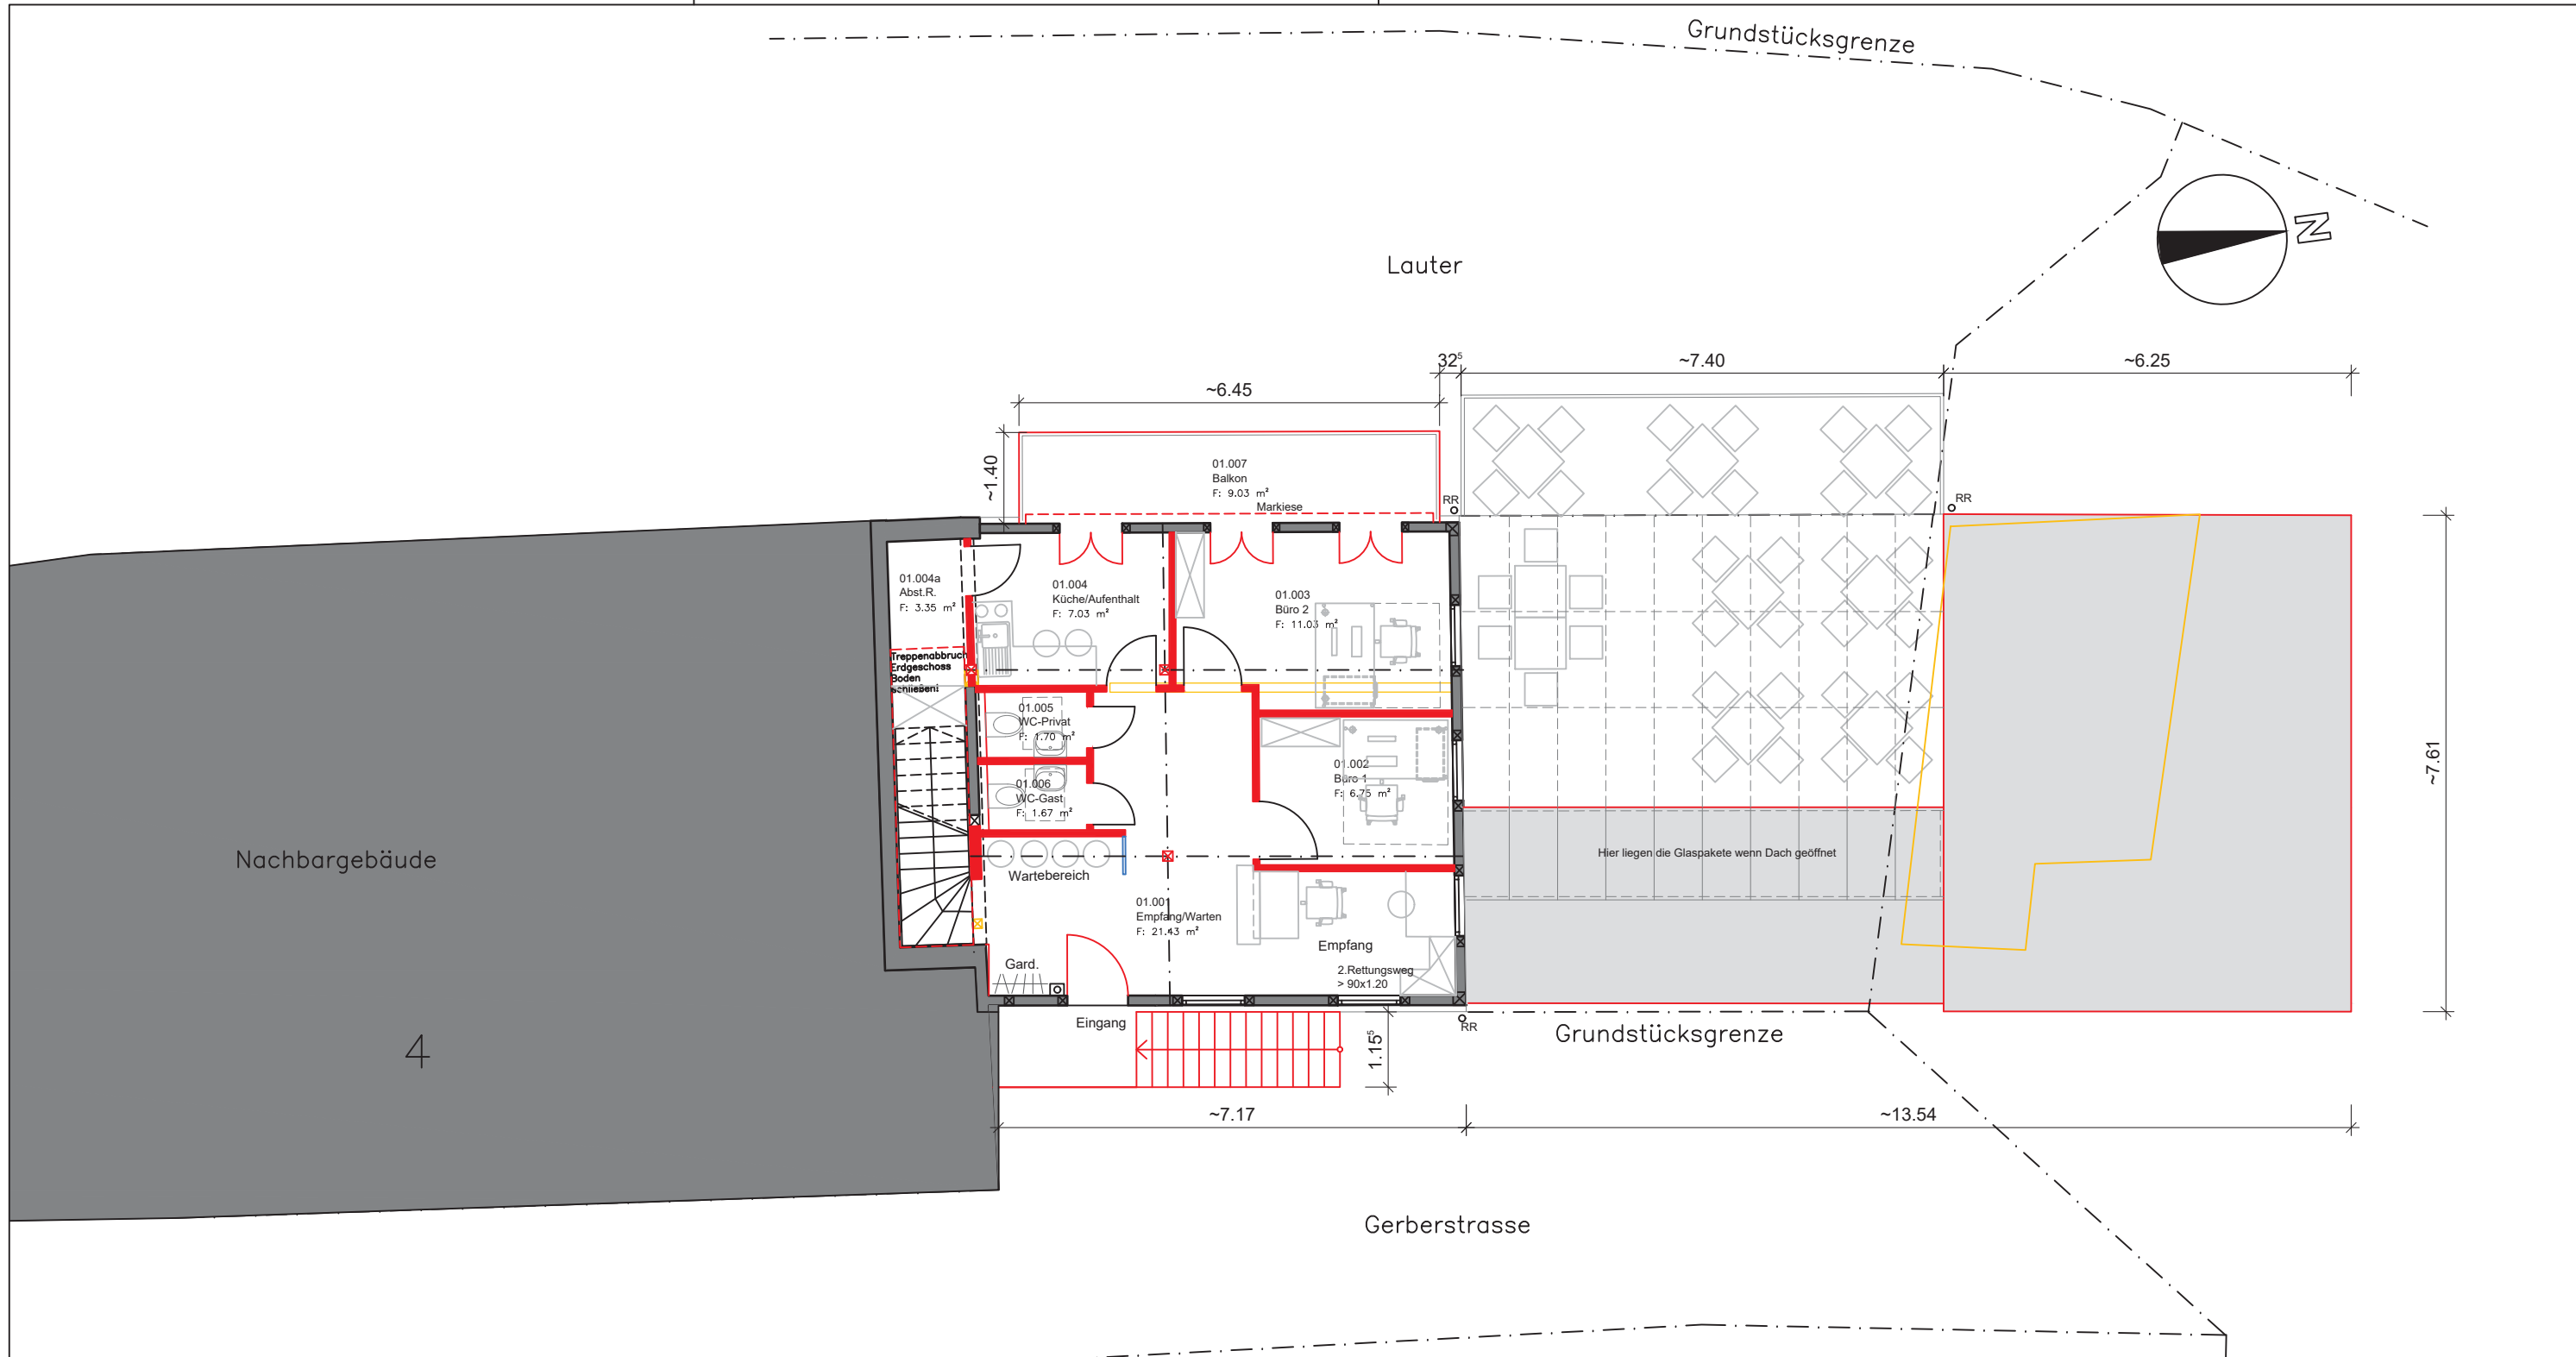 Grundstücksgrenze
N
Lauter
32⁵
~7.40
~6.25
~6.45
~1.40
01.007
Balkon
F: 9.03 m²
Markiese
RR
RR
01.004a
Abst.R.
F: 3.35 m²
01.004
Küche/Aufenthalt
F: 7.03 m²
01.003
Büro 2
F: 11.03 m²
Treppenabbruch
Erdgeschoss
Boden
schließen!
01.005
WC-Privat
F: 1.70 m²
01.006
WC-Gast
F: 1.67 m²
01.002
Büro 1
F: 6.75 m²
~7.61
Nachbargebäude
4
Hier liegen die Glaspakete wenn Dach geöffnet
Wartebereich
01.001
Empfang/Warten
F: 21.43 m²
Empfang
Gard.
2.Rettungsweg
> 90x1.20
Eingang
RR
Grundstücksgrenze
1.15⁵
~7.17
~13.54
Gerberstrasse